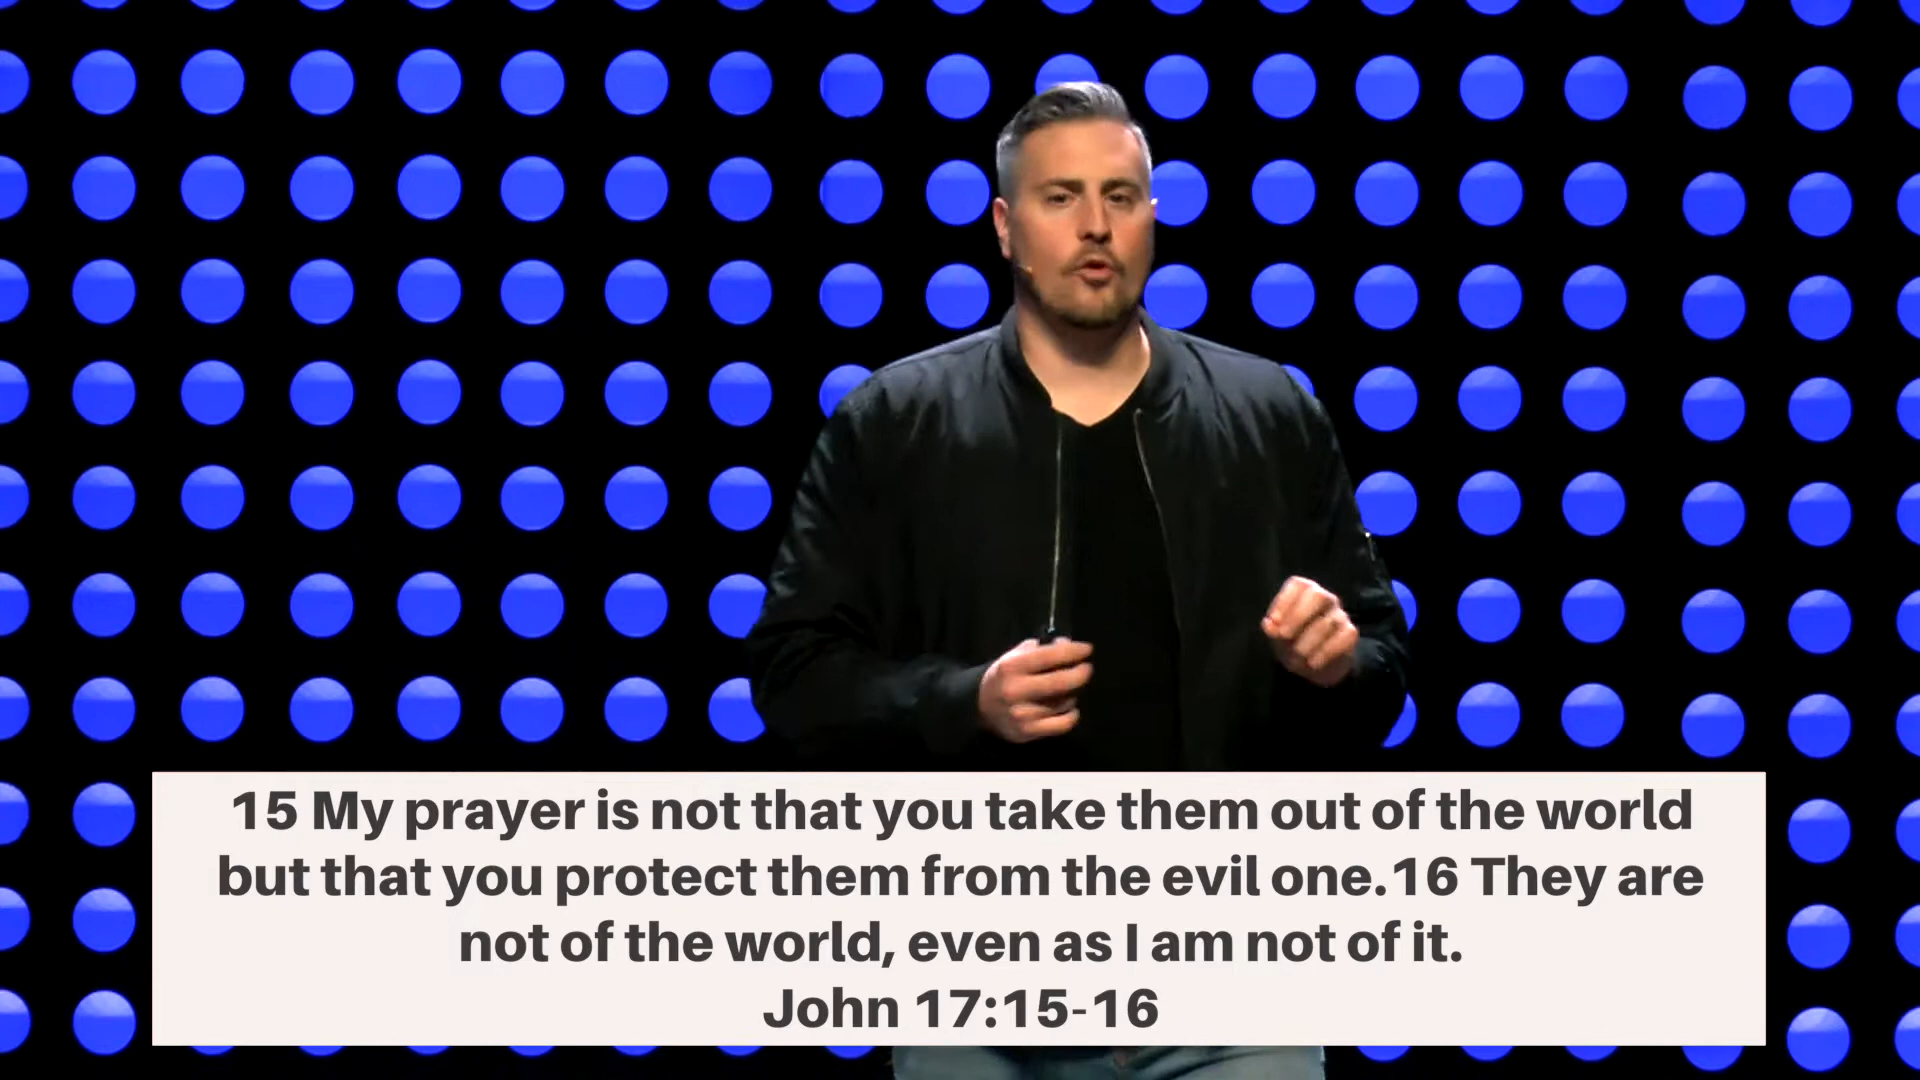 15 My prayer is not that you take them out of the world
but that you protect them from the evil one.16 They are
not of the world, even as I am not of it.
John 17:15-16